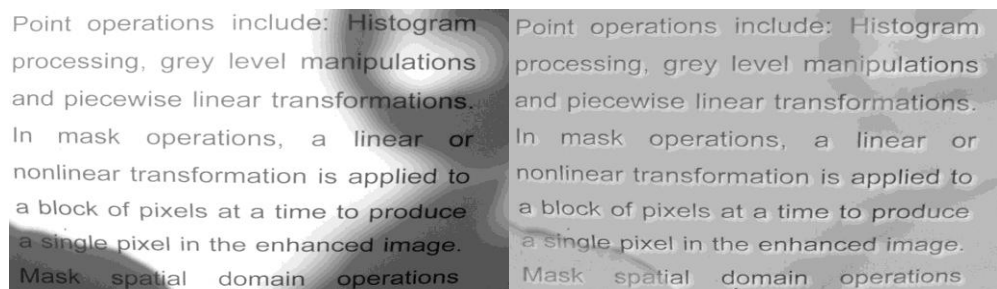 Point operations include: Histogram
processing, grey level manipulations
and piecewise linear transformations.
In mask operations, a linear or
nonlinear transformation is applied to
a block of pixels at a time to produce
a single pixel in the enhanced image.
Mask spatial domain operations
Point operations include: Histogram
processing, grey level manipulations
and piecewise linear transformations.
In mask operations, a linear or
nonlinear transformation is applied to
a block of pixels at a time to produce
a single pixel in the enhanced image.
Mask spatial domain operations